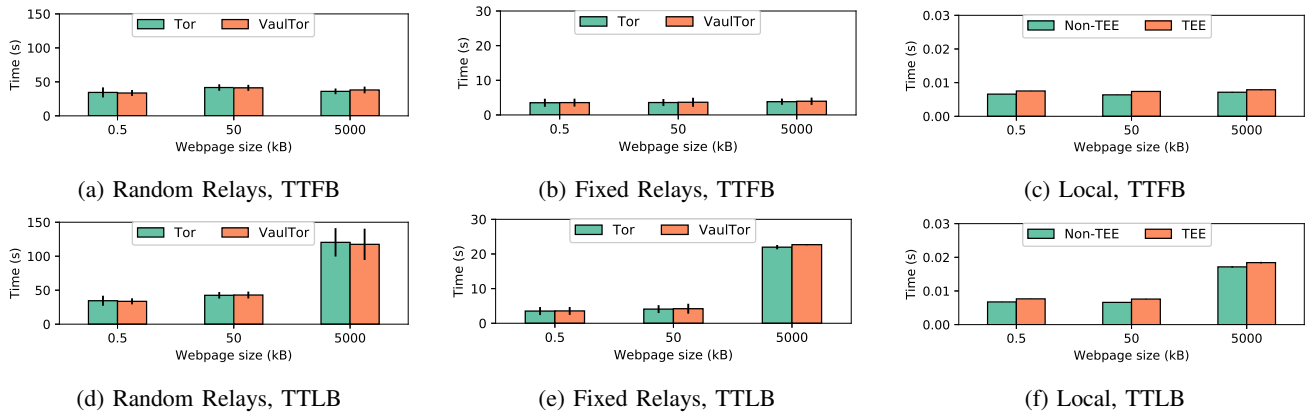 150
100
50
0
Time (s)
Tor
VaulTor
0.5
50
5000
Webpage size (kB)
(a) Random Relays, TTFB
30
20
10
0
Time (s)
Tor
VaulTor
0.5
50
5000
Webpage size (kB)
(b) Fixed Relays, TTFB
0.03
0.02
0.01
0.00
Time (s)
Non-TEE
TEE
0.5
50
5000
Webpage size (kB)
(c) Local, TTFB
150
100
50
0
Time (s)
Tor
VaulTor
0.5
50
5000
Webpage size (kB)
(d) Random Relays, TTLB
30
20
10
0
Time (s)
Tor
VaulTor
0.5
50
5000
Webpage size (kB)
(e) Fixed Relays, TTLB
0.03
0.02
0.01
0.00
Time (s)
Non-TEE
TEE
0.5
50
5000
Webpage size (kB)
(f) Local, TTLB